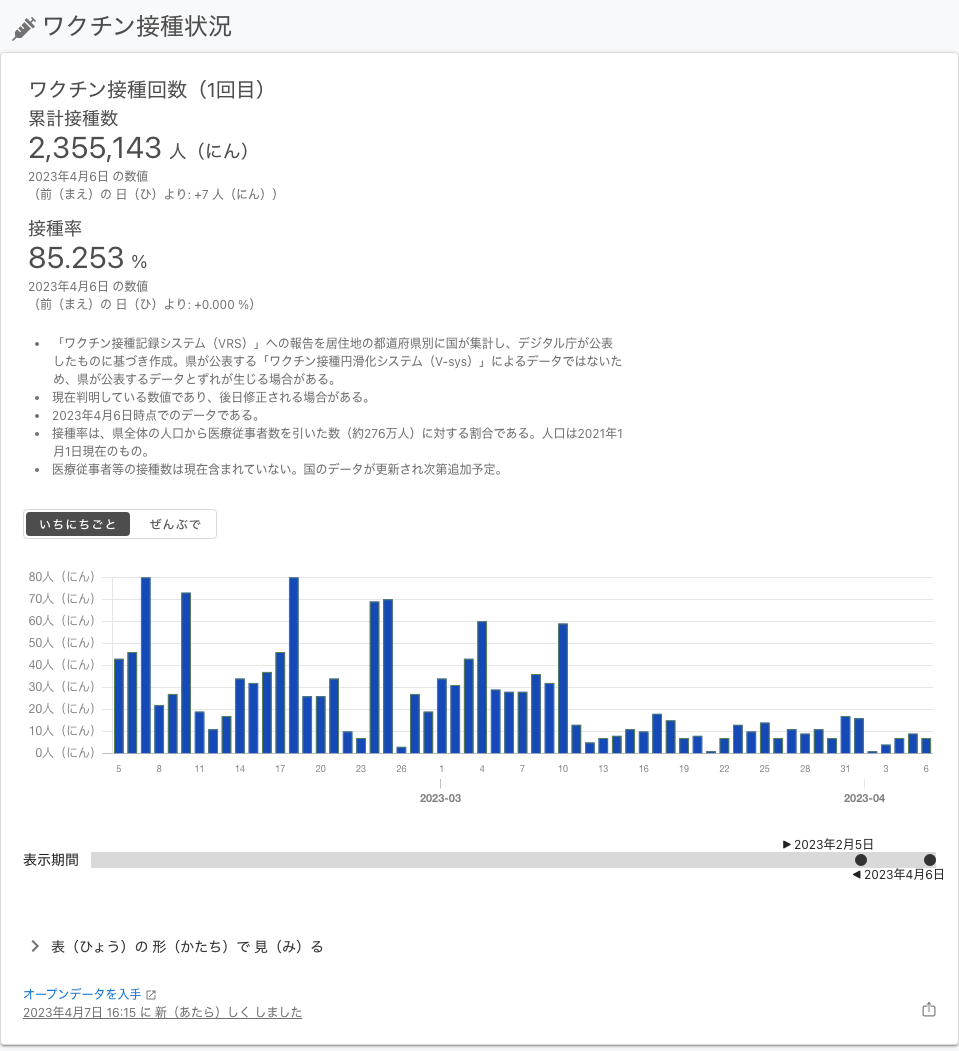 ワクチン接種状況
ワクチン接種回数（1回目）
累計接種数
2,355,143 人（にん）
2023年4月6日 の数値
（前（まえ）の 日（ひ）より: +7 人（にん））
接種率
85.253 %
2023年4月6日 の数値
（前（まえ）の 日（ひ）より: +0.000 %）
• 「ワクチン接種記録システム（VRS）」への報告を居住地の都道府県別に国が集計し、デジタル庁が公表
したものに基づき作成。県が公表する「ワクチン接種円滑化システム（V-sys）」によるデータではないた
め、県が公表するデータとずれが生じる場合がある。
• 現在判明している数値であり、後日修正される場合がある。
• 2023年4月6日時点でのデータである。
• 接種率は、県全体の人口から医療従事者数を引いた数（約276万人）に対する割合である。人口は2021年1
月1日現在のもの。
• 医療従事者等の接種数は現在含まれていない。国のデータが更新され次第追加予定。
いちにちごと ぜんぶで
80人（にん）
70人（にん）
60人（にん）
50人（にん）
40人（にん）
30人（にん）
20人（にん）
10人（にん）
0人（にん）
5 8 11 14 17 20 23 26 1 4 7 10 13 16 19 22 25 28 31 3 6
2023-03 2023-04
▶ 2023年2月5日
表示期間
◀ 2023年4月6日
表（ひょう）の 形（かたち）で 見（み）る
オープンデータを入手
2023年4月7日 16:15 に 新（あたら）しく しました